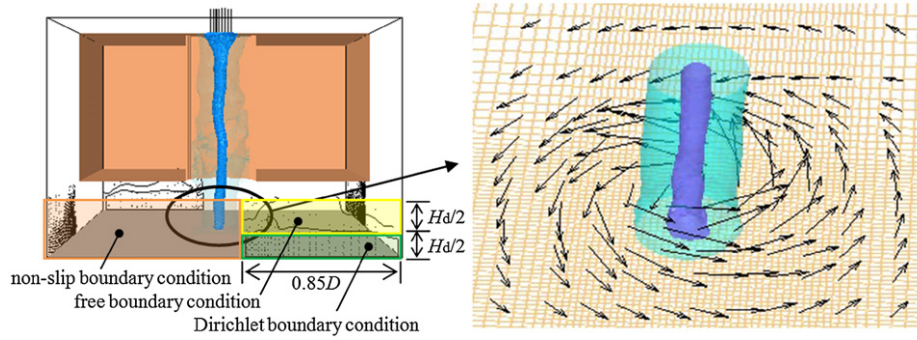 Hd/2
Hd/2
0.85D
non-slip boundary condition
free boundary condition
Dirichlet boundary condition